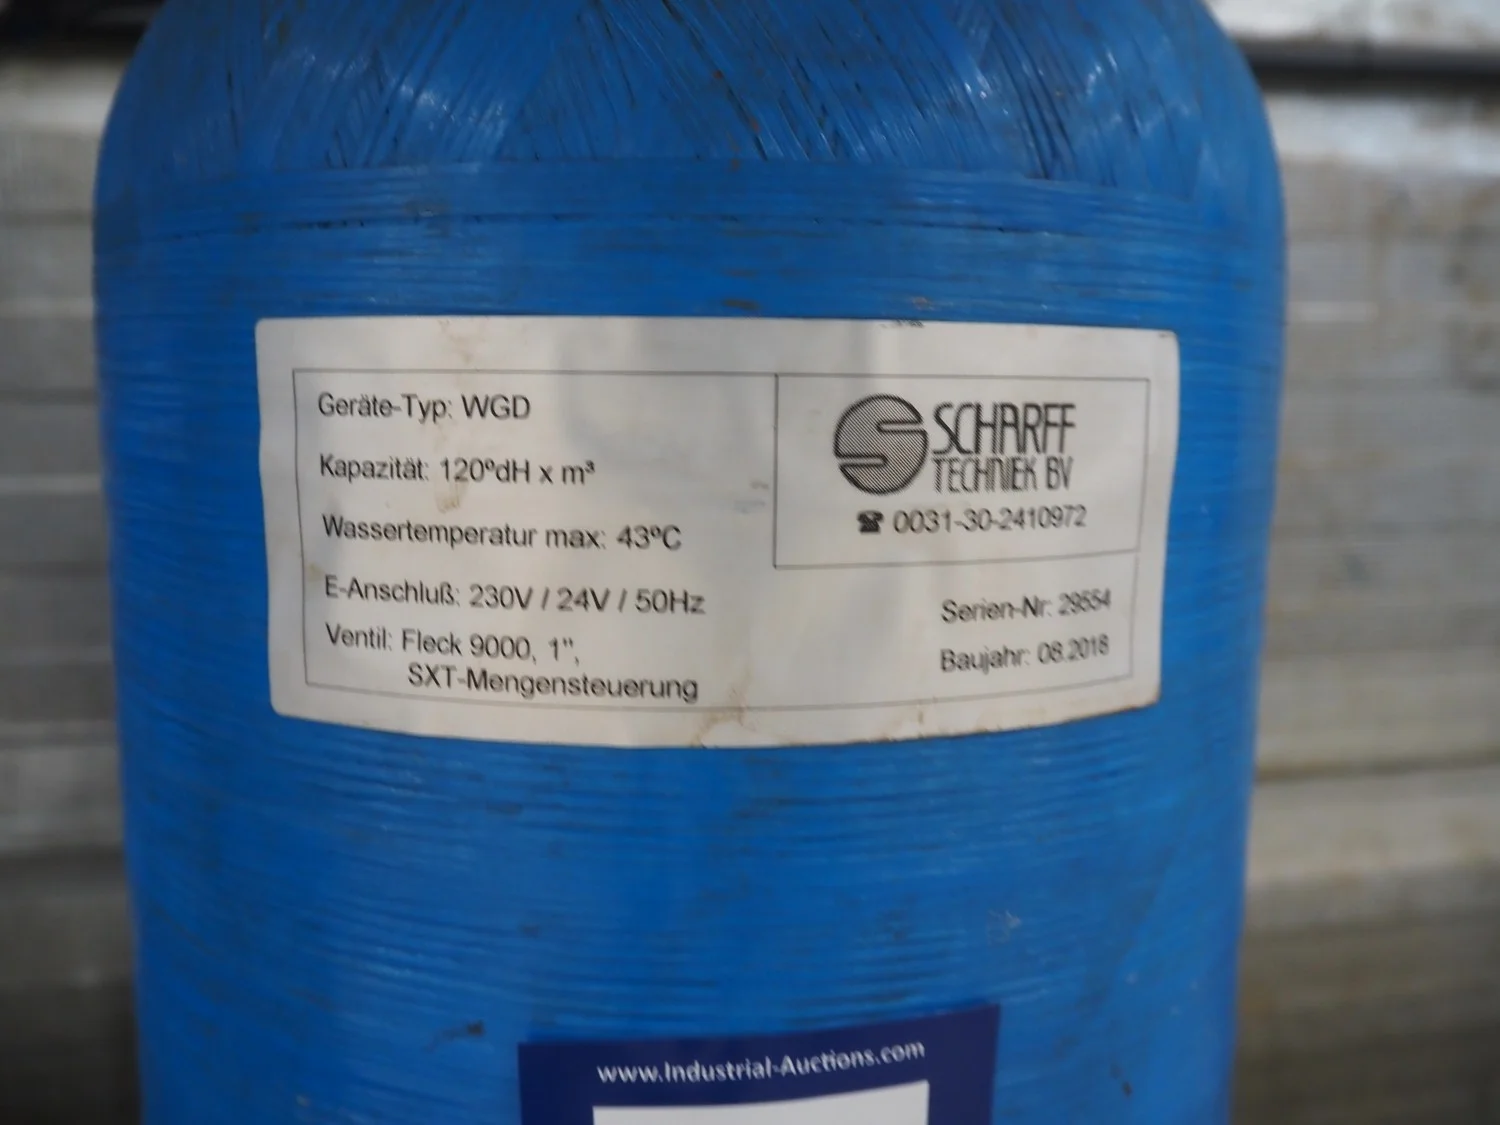 Geräte-Typ: WGD
Kapazität: 120ºdH x m³
Wassertemperatur max: 43ºC
E-Anschluß: 230V / 24V / 50Hz
Ventil: Fleck 9000, 1",
SXT-Mengensteuerung
SCHARFF
TECHNIEK BV
☎ 0031-30-2410972
Serien-Nr: 29554
Baujahr: 08.2018
www.Industrial-Auctions.com